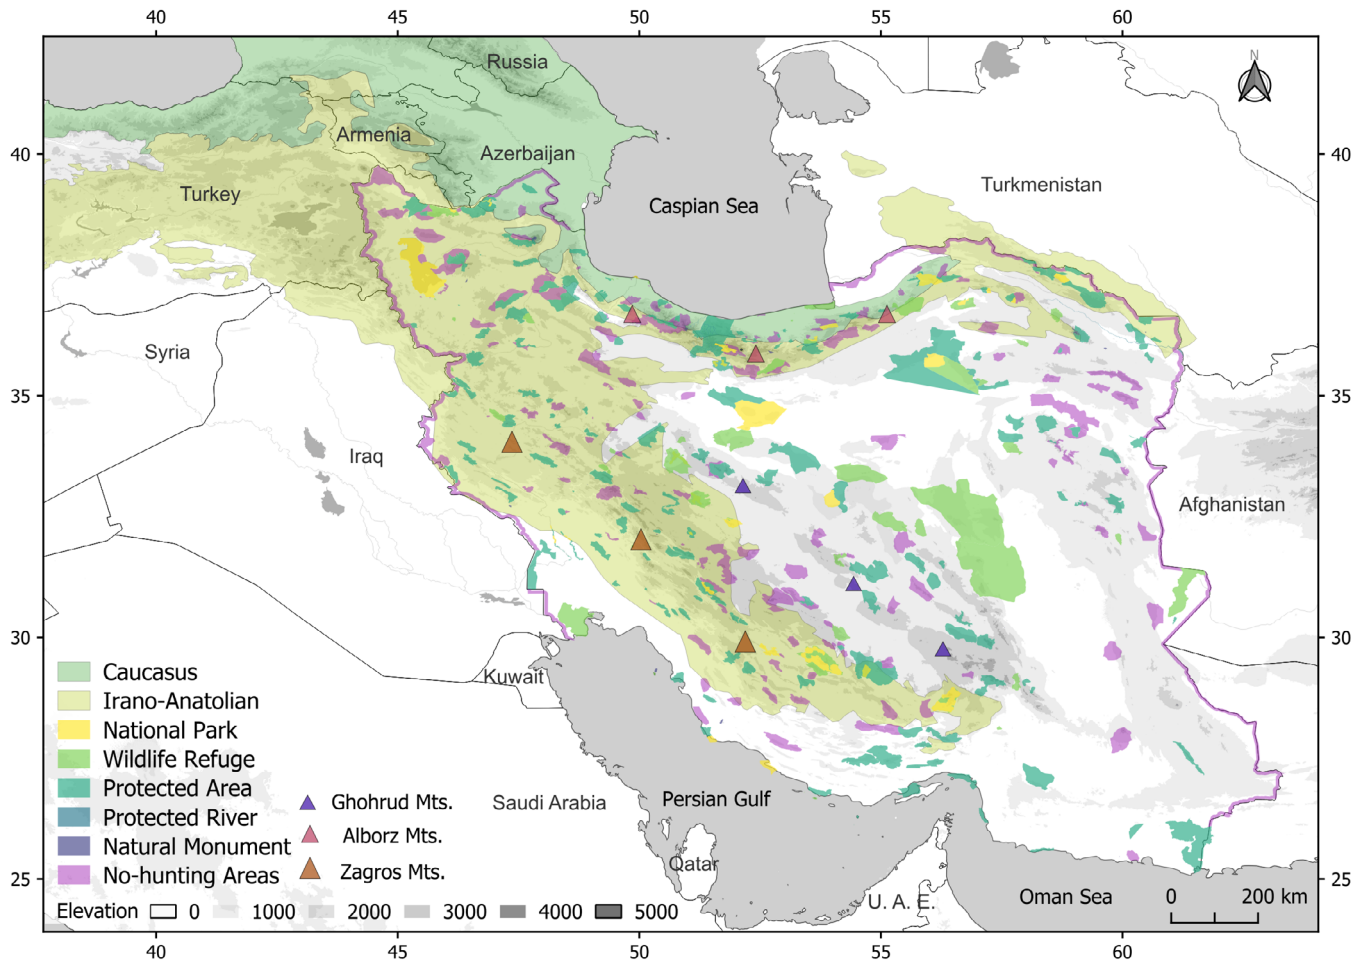 40 45 50 55 60
Russia
N
Armenia
40 Azerbaijan 40
Turkey
Caspian Sea
Turkmenistan
Syria
35 35
Iraq
Afghanistan
30 30
Kuwait
Caucasus
Irano-Anatolian
National Park
Wildlife Refuge
Protected Area
Protected River
Natural Monument
No-hunting Areas
Ghohrud Mts.
Alborz Mts.
Zagros Mts.
Saudi Arabia
Persian Gulf
Qatar
25 25
U. A. E.
Oman Sea
0 200 km
Elevation 0 1000 2000 3000 4000 5000
40 45 50 55 60